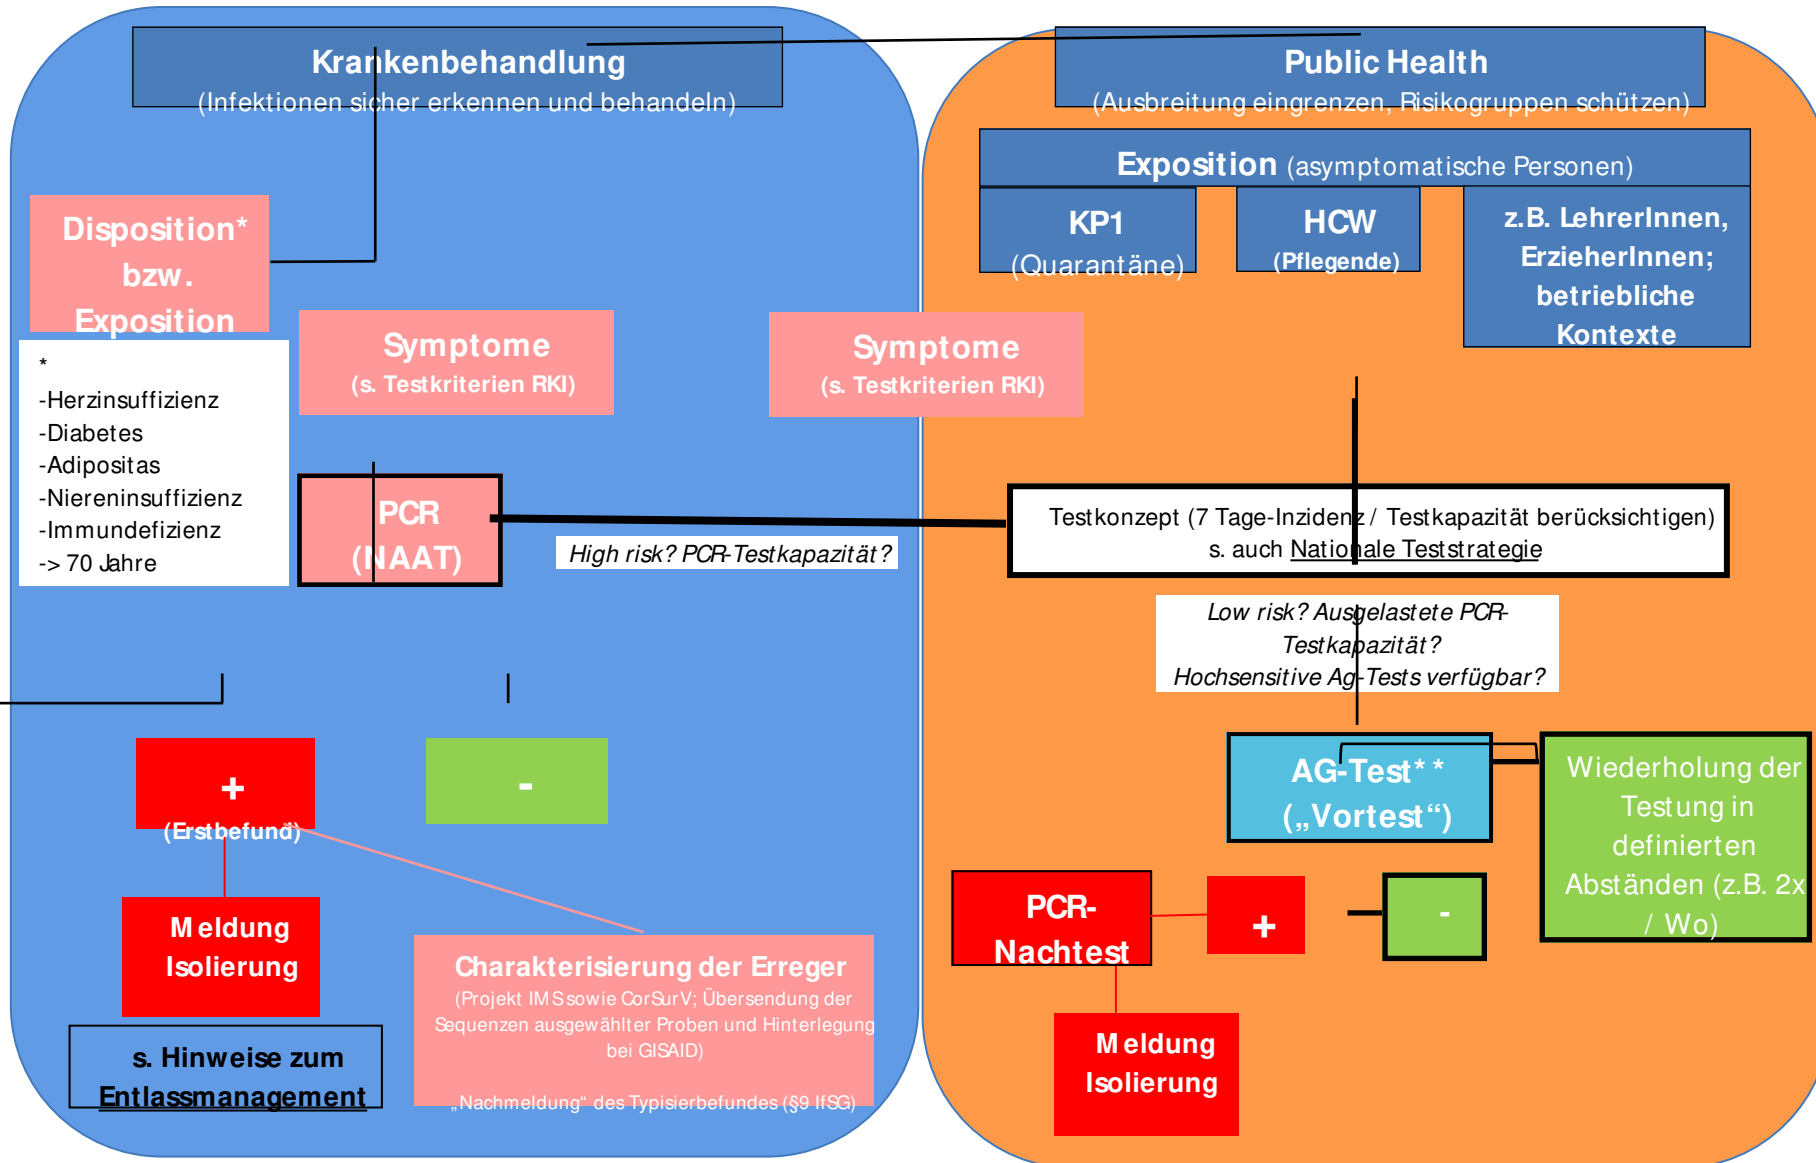 Krankenbehandlung
(Infektionen sicher erkennen und behandeln)
Public Health
(Ausbreitung eingrenzen, Risikogruppen schützen)
Exposition (asymptomatische Personen)
Disposition*
bzw.
Exposition
KP1
(Quarantäne)
HCW
(Pflegende)
z.B. LehrerInnen,
ErzieherInnen;
betriebliche
Kontexte
Symptome
(s. Testkriterien RKI)
Symptome
(s. Testkriterien RKI)
*
-Herzinsuffizienz
-Diabetes
-Adipositas
-Niereninsuffizienz
-Immundefizienz
-> 70 Jahre
PCR
(NAAT)
High risk? PCR-Testkapazität?
Testkonzept (7 Tage-Inzidenz / Testkapazität berücksichtigen)
s. auch Nationale Teststrategie
Low risk? Ausgelastete PCR-
Testkapazität?
Hochsensitive Ag-Tests verfügbar?
+
(Erstbefund)
-
AG-Test**
(„Vortest“)
Wiederholung der
Testung in
definierten
Abständen (z.B. 2x
/ Wo)
PCR-
Nachtest
+
-
Meldung
Isolierung
Charakterisierung der Erreger
(Projekt IMS sowie CorSurV; Übersendung der
Sequenzen ausgewählter Proben und Hinterlegung
bei GISAID)
„Nachmeldung“ des Typisierbefundes (§9 IfSG)
Meldung
Isolierung
s. Hinweise zum
Entlassmanagement